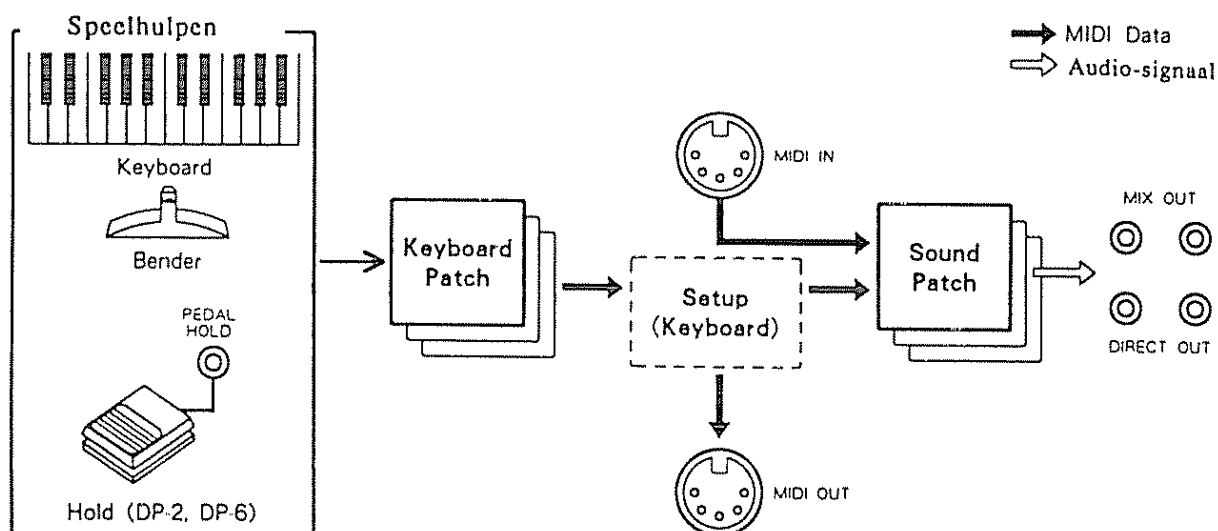 Speelhulpen
Keyboard
Bender
PEDAL
HOLD
Hold (DP-2, DP-6)
Keyboard
Patch
Setup
(Keyboard)
MIDI IN
MIDI OUT
Sound
Patch
MIDI Data
Audio-signaal
MIX OUT
DIRECT OUT